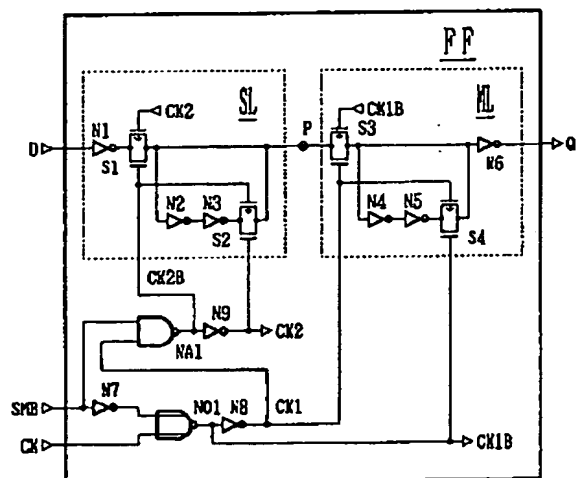 FF
SL
ML
CK2
CK1B
N1
S1
P
S3
D
Q
N6
N2 N3
S2
N4 N5
S4
CK2B
N9
CK2
NA1
SMB
N7
NO1
N8
CK1
CK
CK1B